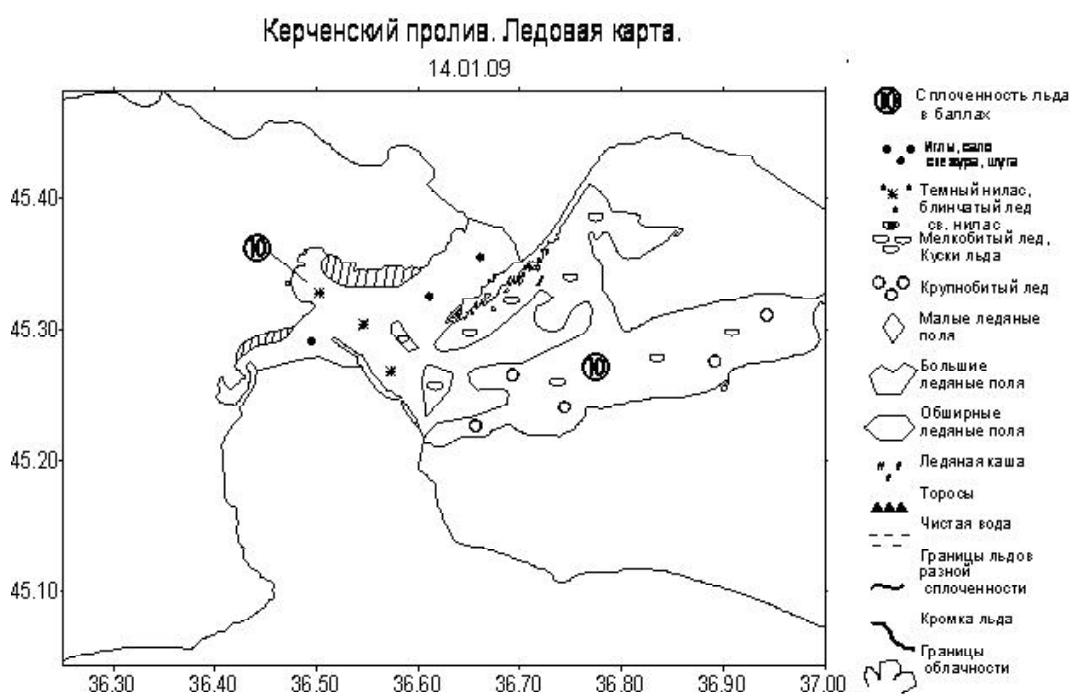 Керченский пролив. Ледовая карта.
14.01.09
45.40
45.30
45.20
45.10
36.30 36.40 36.50 36.60 36.70 36.80 36.90 37.00
10
10
10
Сплоченность льда
в баллах
Иглы, сало
снежура, шуга
Темный нилас,
блинчатый лед
св. нилас
Мелкобитый лед,
Куски льда
Крупнобитый лед
Малые ледяные
поля
Большие
ледяные поля
Обширные
ледяные поля
Ледяная каша
Торосы
Чистая вода
Границы льдов
разной
сплоченности
Кромка льда
Границы
облачности